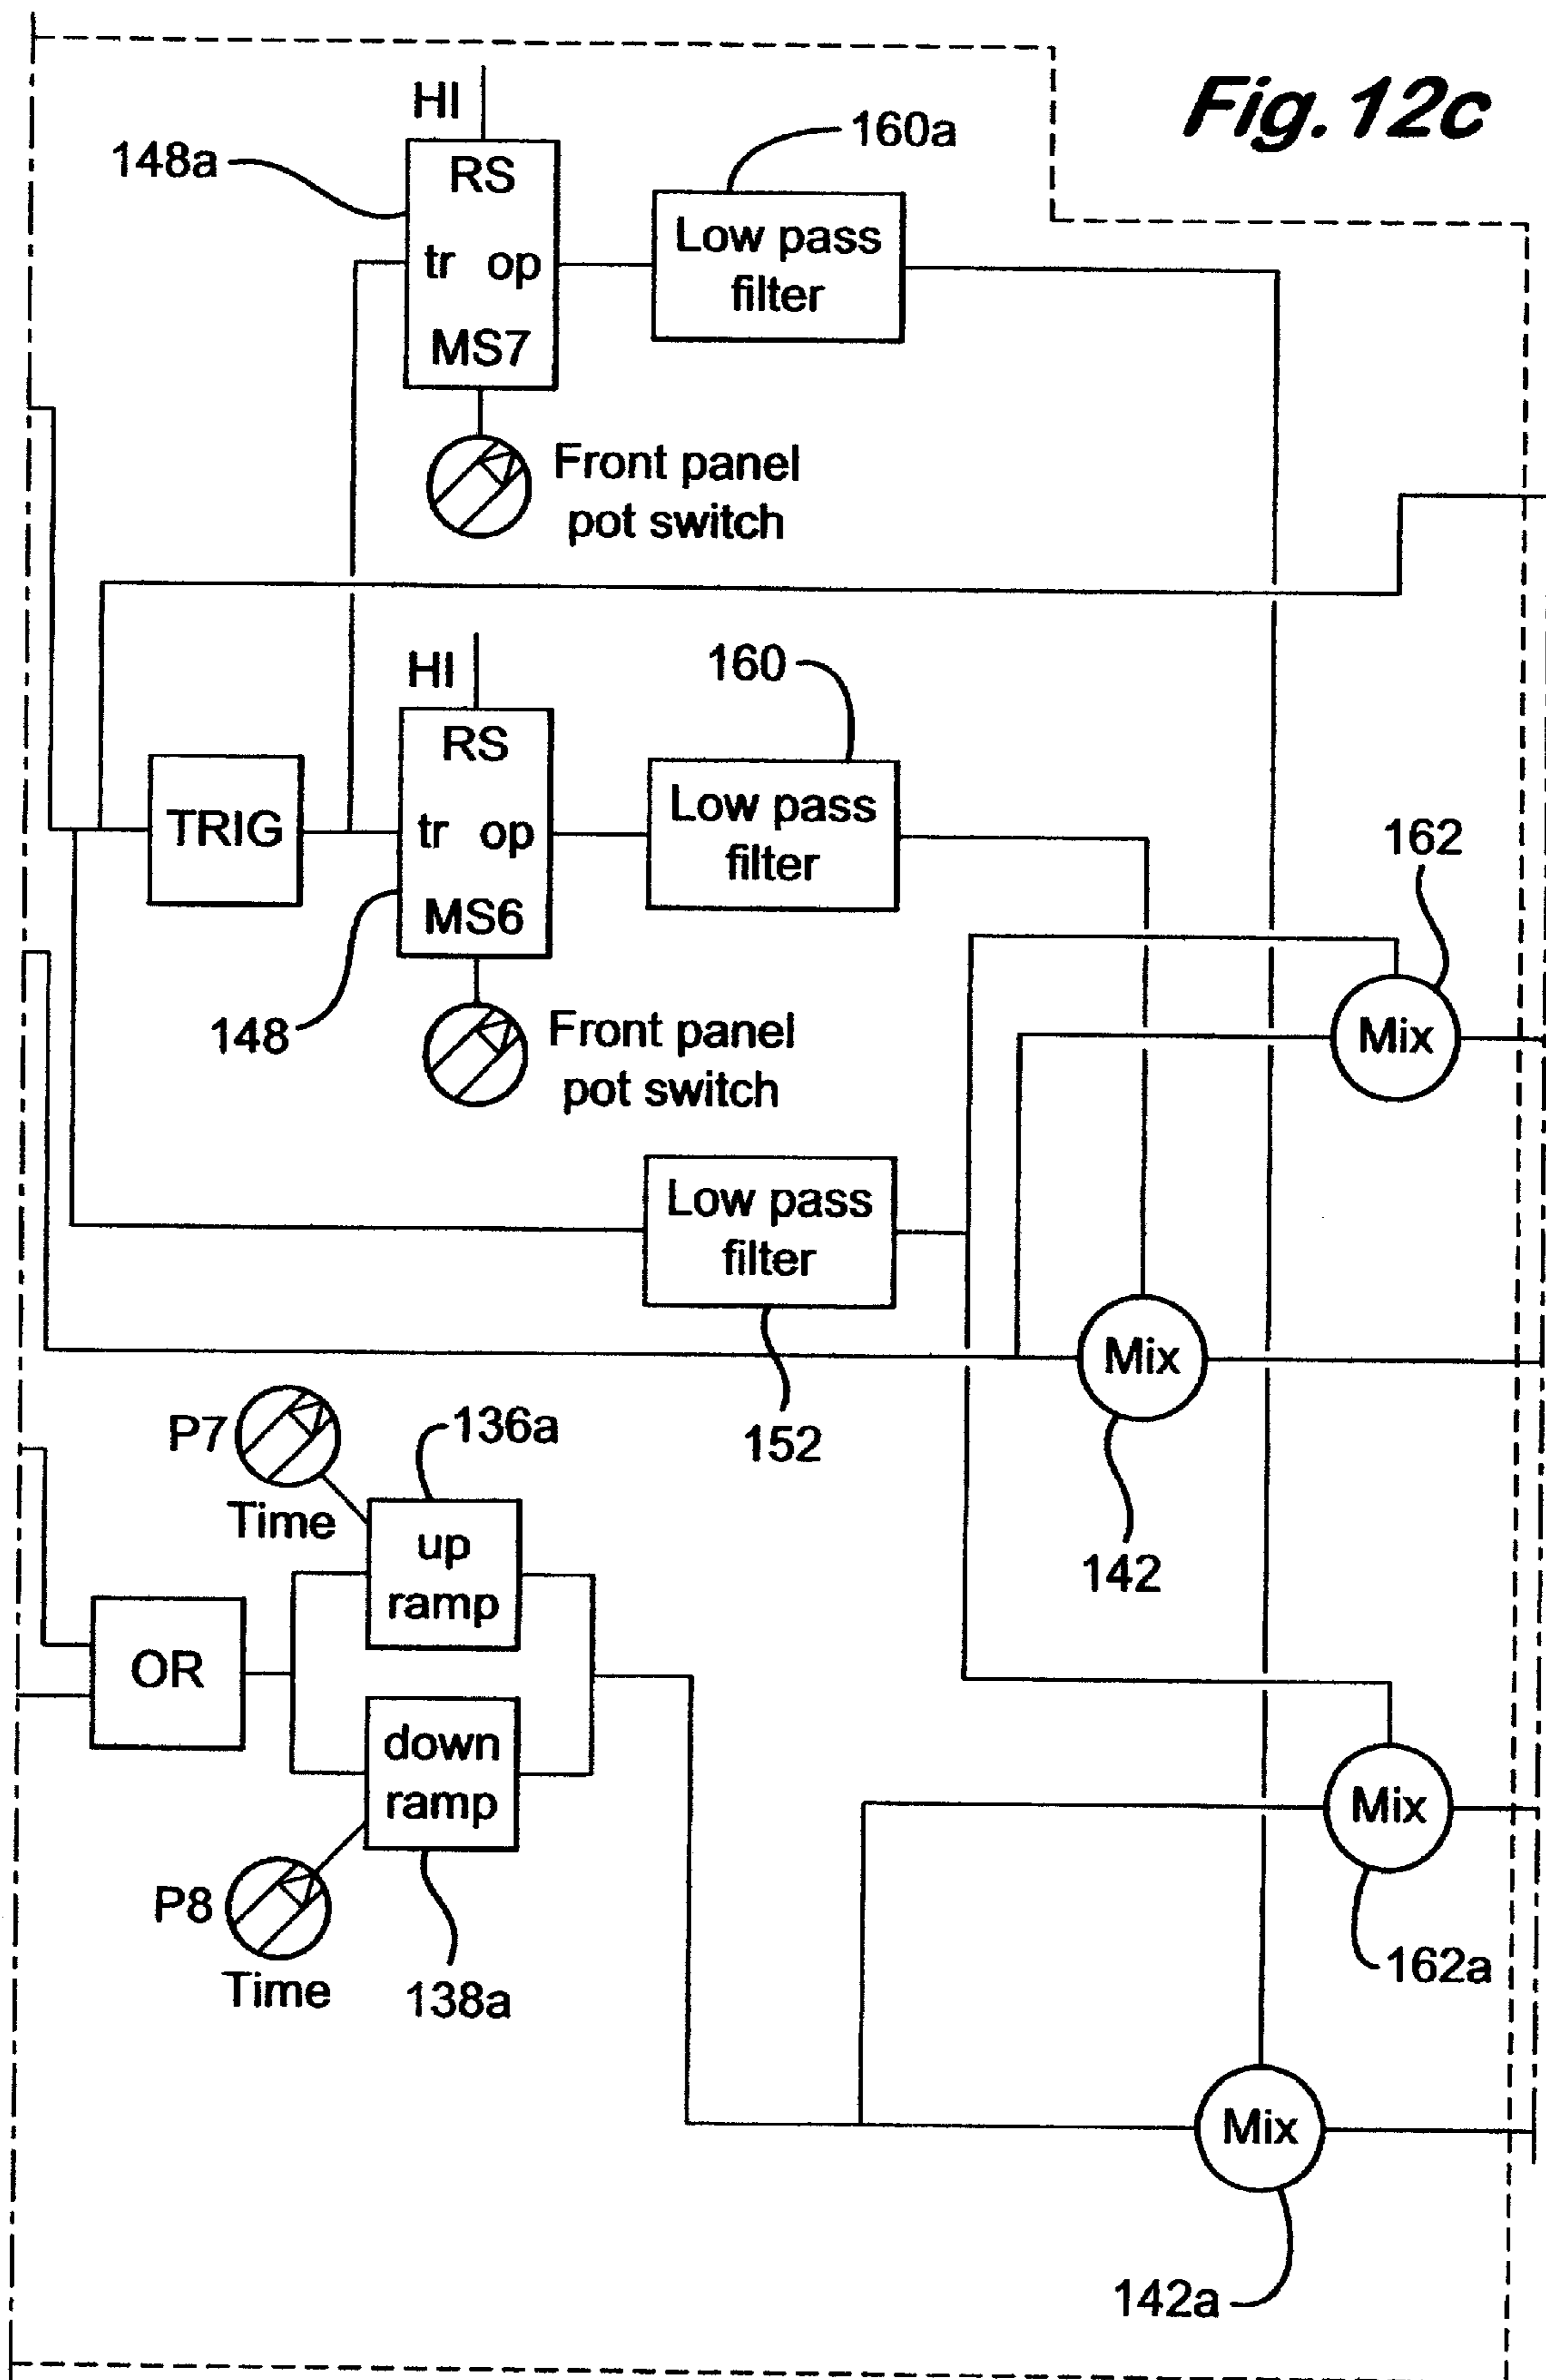 Fig. 12c
HI
148a
160a
RS
tr op
MS7
Low pass
filter
Front panel
pot switch
HI
160
RS
TRIG
tr op
MS6
Low pass
filter
162
Mix
148
Front panel
pot switch
Low pass
filter
152
Mix
142
P7
Time
136a
up
ramp
OR
down
ramp
P8
Time
138a
Mix
162a
Mix
142a